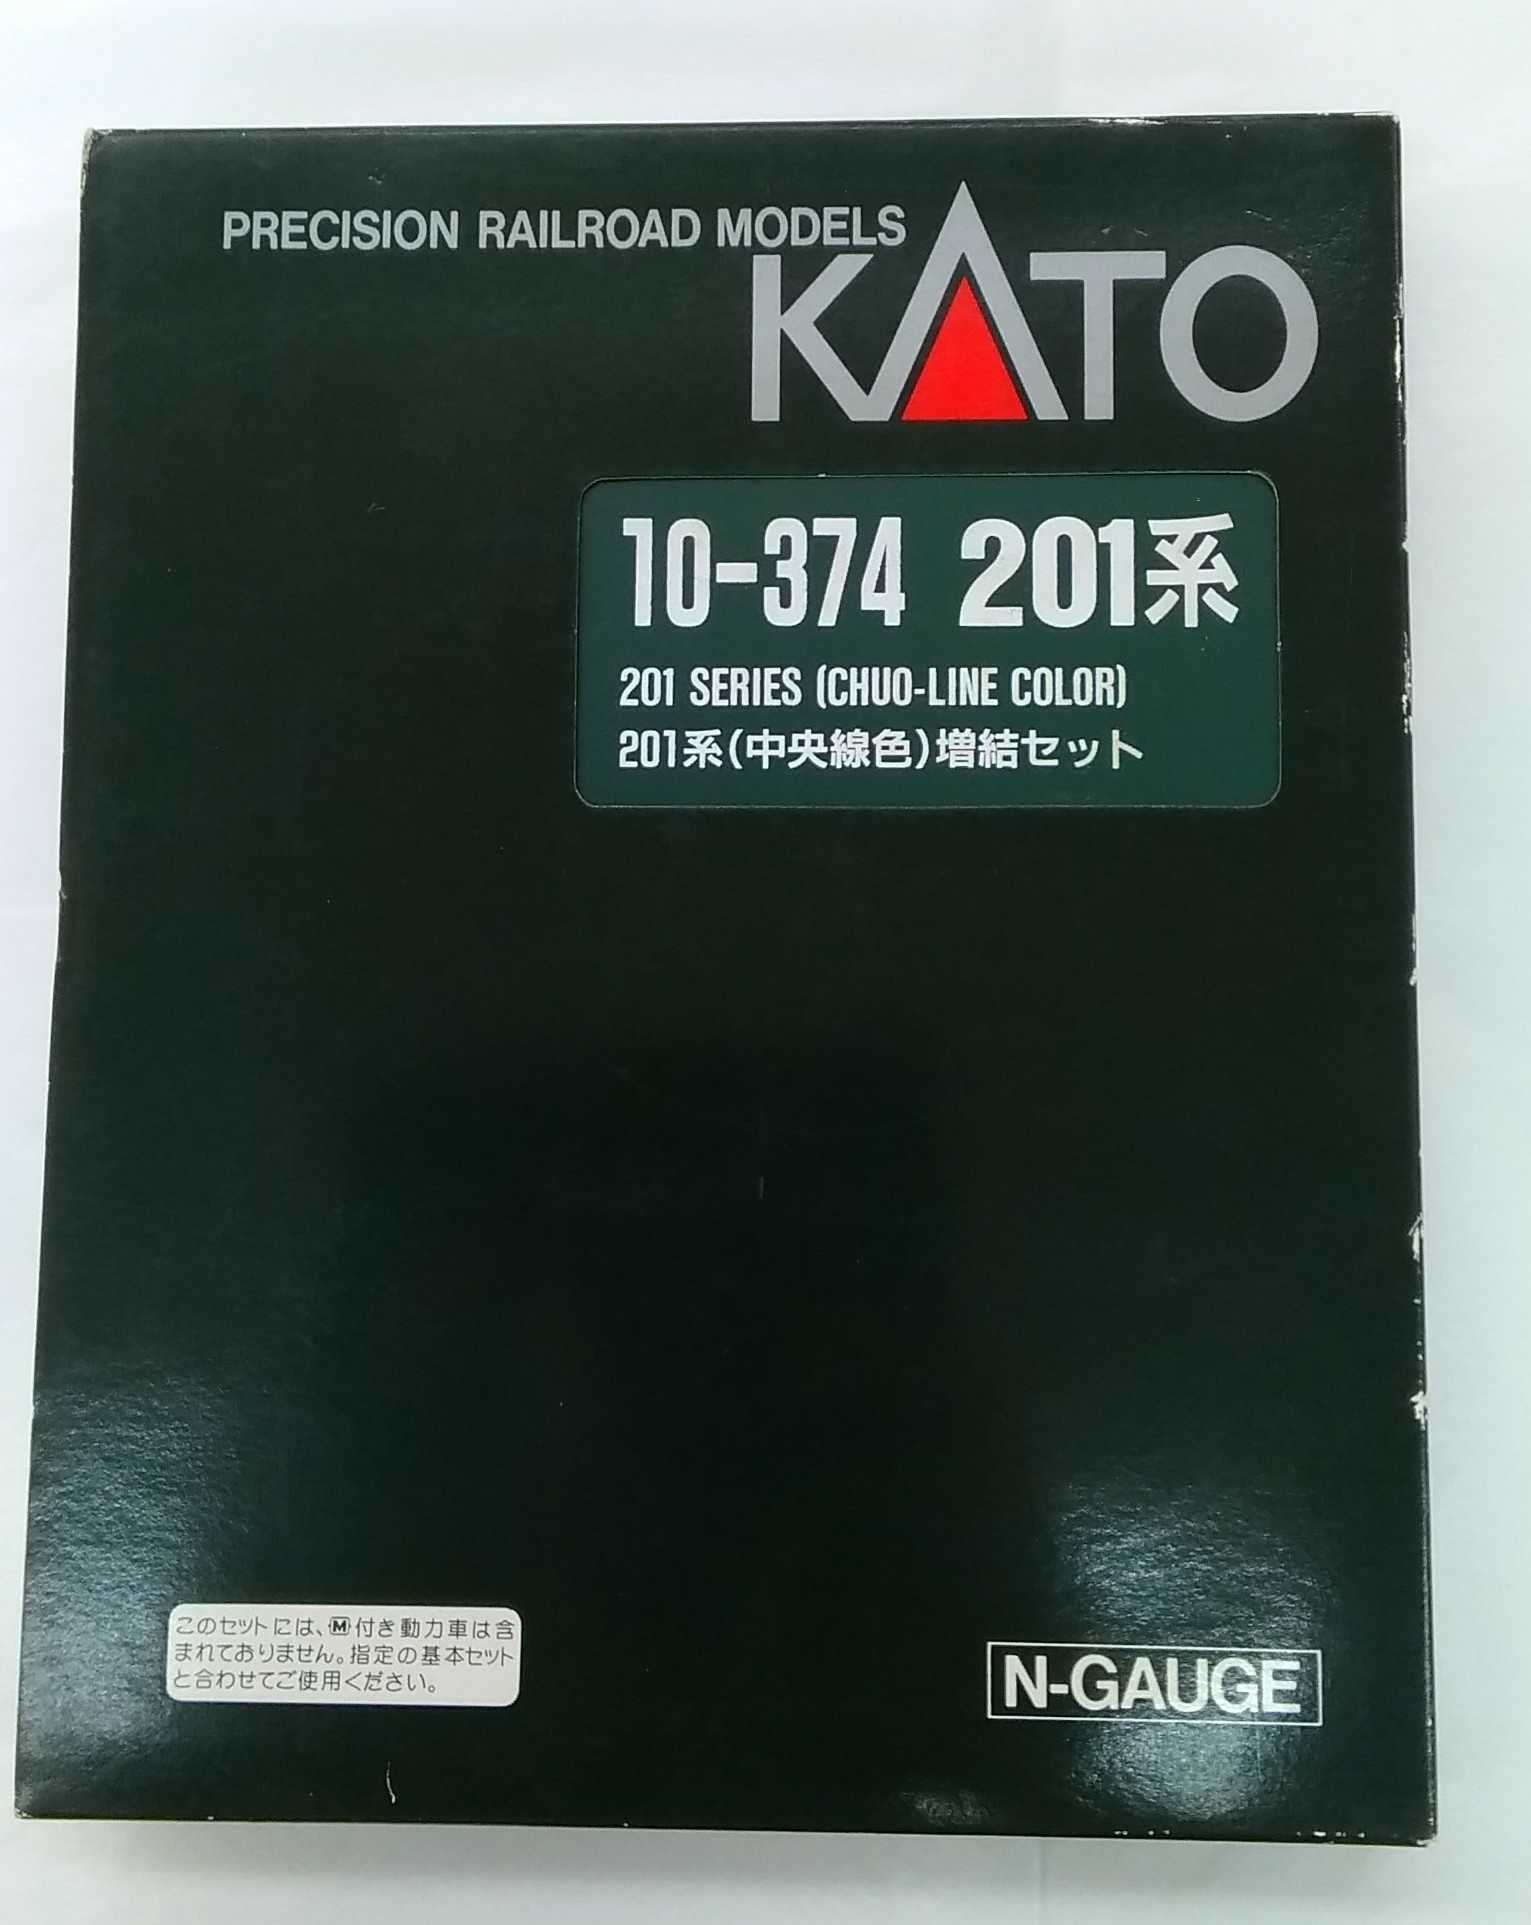 PRECISION RAILROAD MODELS
KATO
10-374 201系
201 SERIES (CHUO-LINE COLOR)
201系(中央線色)増結セット
このセットには、M付き動力車は含
まれておりません。指定の基本セット
と合わせてご使用ください。
N-GAUGE